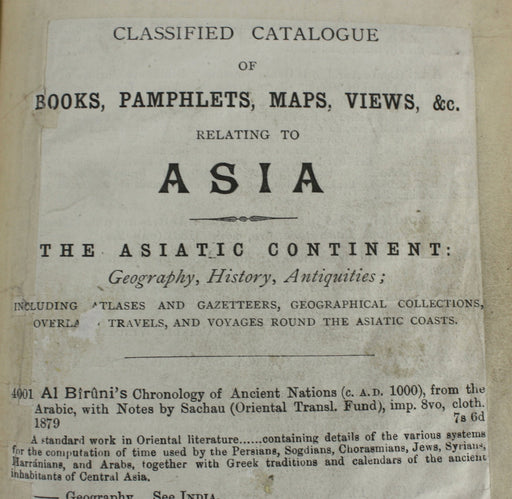 CLASSIFIED CATALOGUE
OF
BOOKS, PAMPHLETS, MAPS, VIEWS, &c.
RELATING TO
ASIA
THE ASIATIC CONTINENT:
Geography, History, Antiquities;
INCLUDING ATLASES AND GAZETTEERS, GEOGRAPHICAL COLLECTIONS,
TRAVELS, AND VOYAGES ROUND THE ASIATIC COASTS.
4001 Al Bîrûni's Chronology of Ancient Nations (c. A.D. 1000), from the
Arabic, with Notes by Sachau (Oriental Transl. Fund), imp. 8vo, cloth.
1879 7s 6d
A standard work in Oriental literature......containing details of the various systems
for the computation of time used by the Persians, Sogdians, Chorasmians, Jews, Syrians,
Harrânians, and Arabs, together with Greek traditions and calendars of the ancient
inhabitants of Central Asia.
—— Geography. See INDIA.